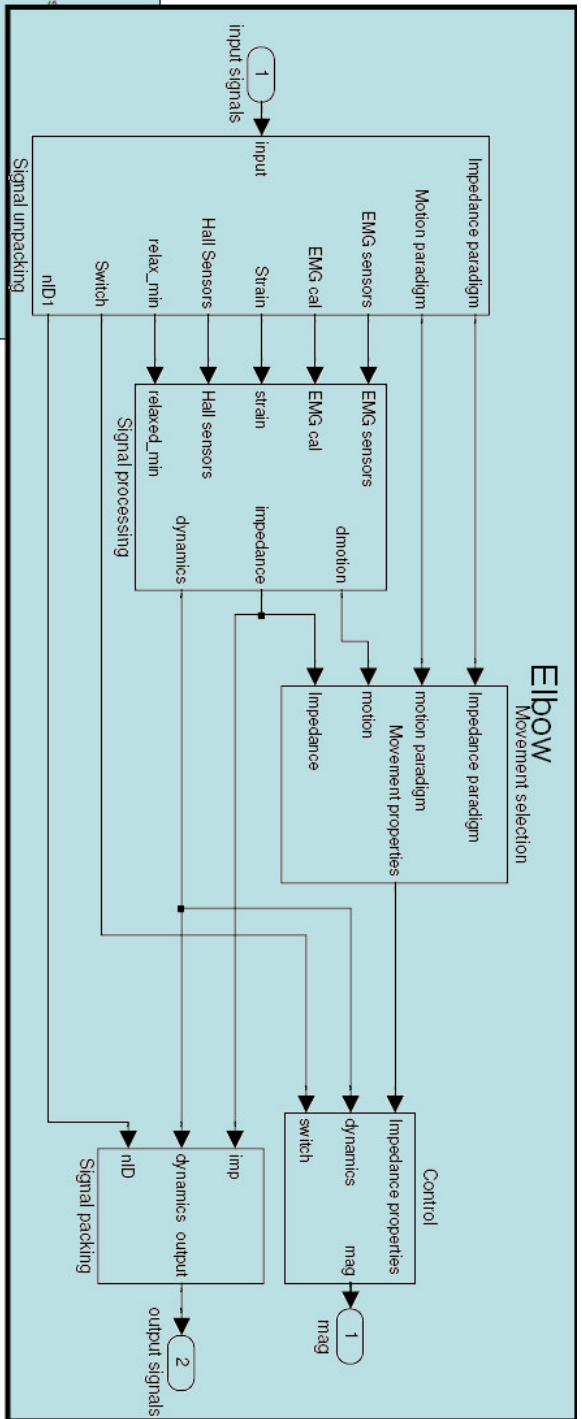 Elbow
1
input signals
input
Impedance paradigm
Motion paradigm
EMG sensors
EMG cal
Strain
Hall Sensors
relax_min
Switch
nID1
Signal unpacking
EMG sensors
EMG cal
strain
Hall sensors
relaxed_min
dmotion
impedance
dynamics
Signal processing
Movement selection
Impedance paradigm
motion paradigm
Movement properties
motion
Impedance
Control
Impedance properties
dynamics
switch
mag
1
mag
imp
dynamics output
nID
Signal packing
2
output signals
s